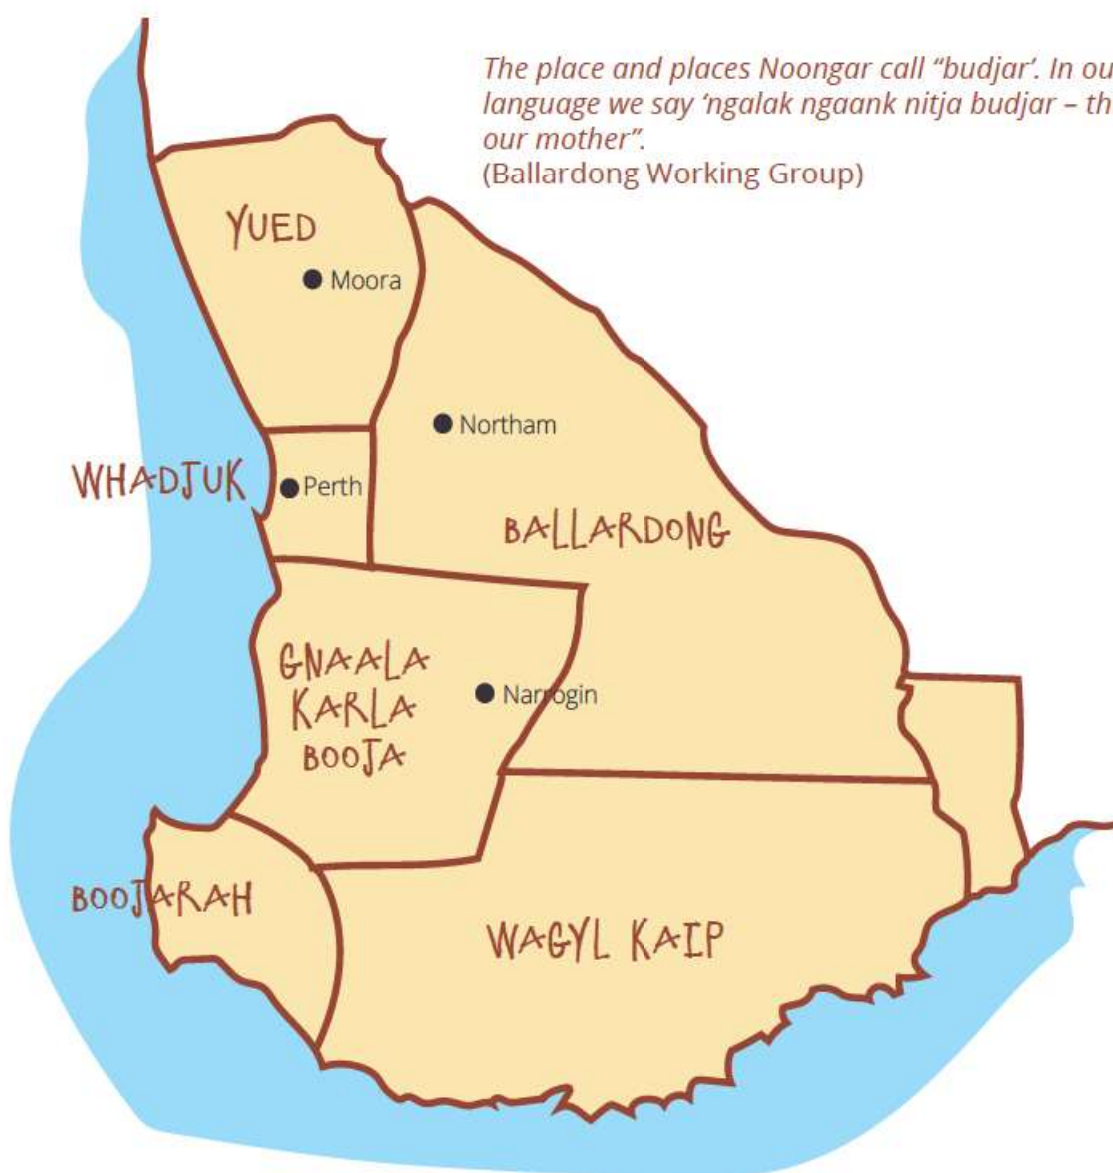 The place and places Noongar call “budjar’. In ou
language we say ‘ngalak ngaank nitja budjar – th
our mother”.
(Ballardong Working Group)
YUED
Moora
Northam
WHADJUK
Perth
BALLARDONG
GNAALA
KARLA
BOOJA
Narrogin
BOOJARAH
WAGYL KAIP